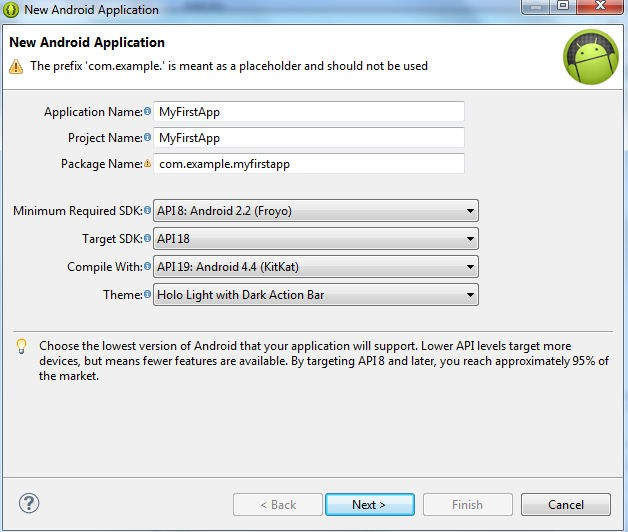 New Android Application
New Android Application
The prefix 'com.example.' is meant as a placeholder and should not be used
Application Name: MyFirstApp
Project Name: MyFirstApp
Package Name: com.example.myfirstapp
Minimum Required SDK: API 8: Android 2.2 (Froyo)
Target SDK: API 18
Compile With: API 19: Android 4.4 (KitKat)
Theme: Holo Light with Dark Action Bar
Choose the lowest version of Android that your application will support. Lower API levels target more
devices, but means fewer features are available. By targeting API 8 and later, you reach approximately 95% of
the market.
< Back Next > Finish Cancel